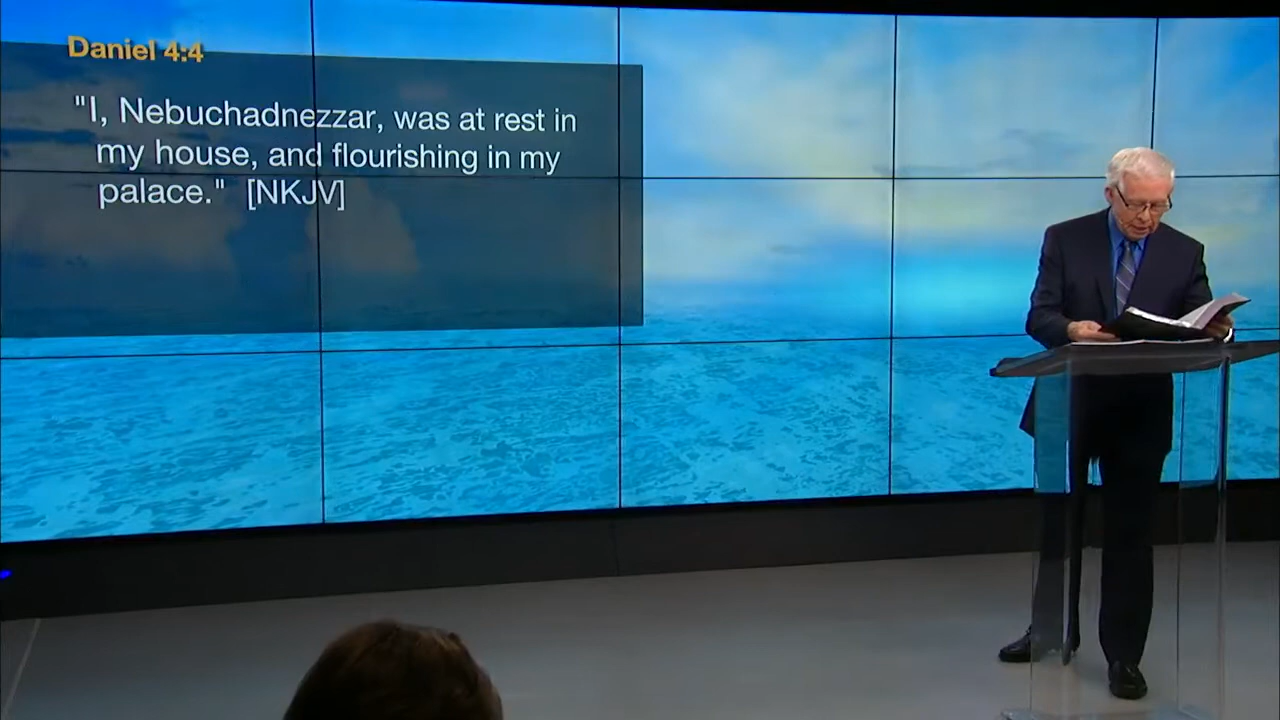 Daniel 4:4
"I, Nebuchadnezzar, was at rest in
my house, and flourishing in my
palace." [NKJV]